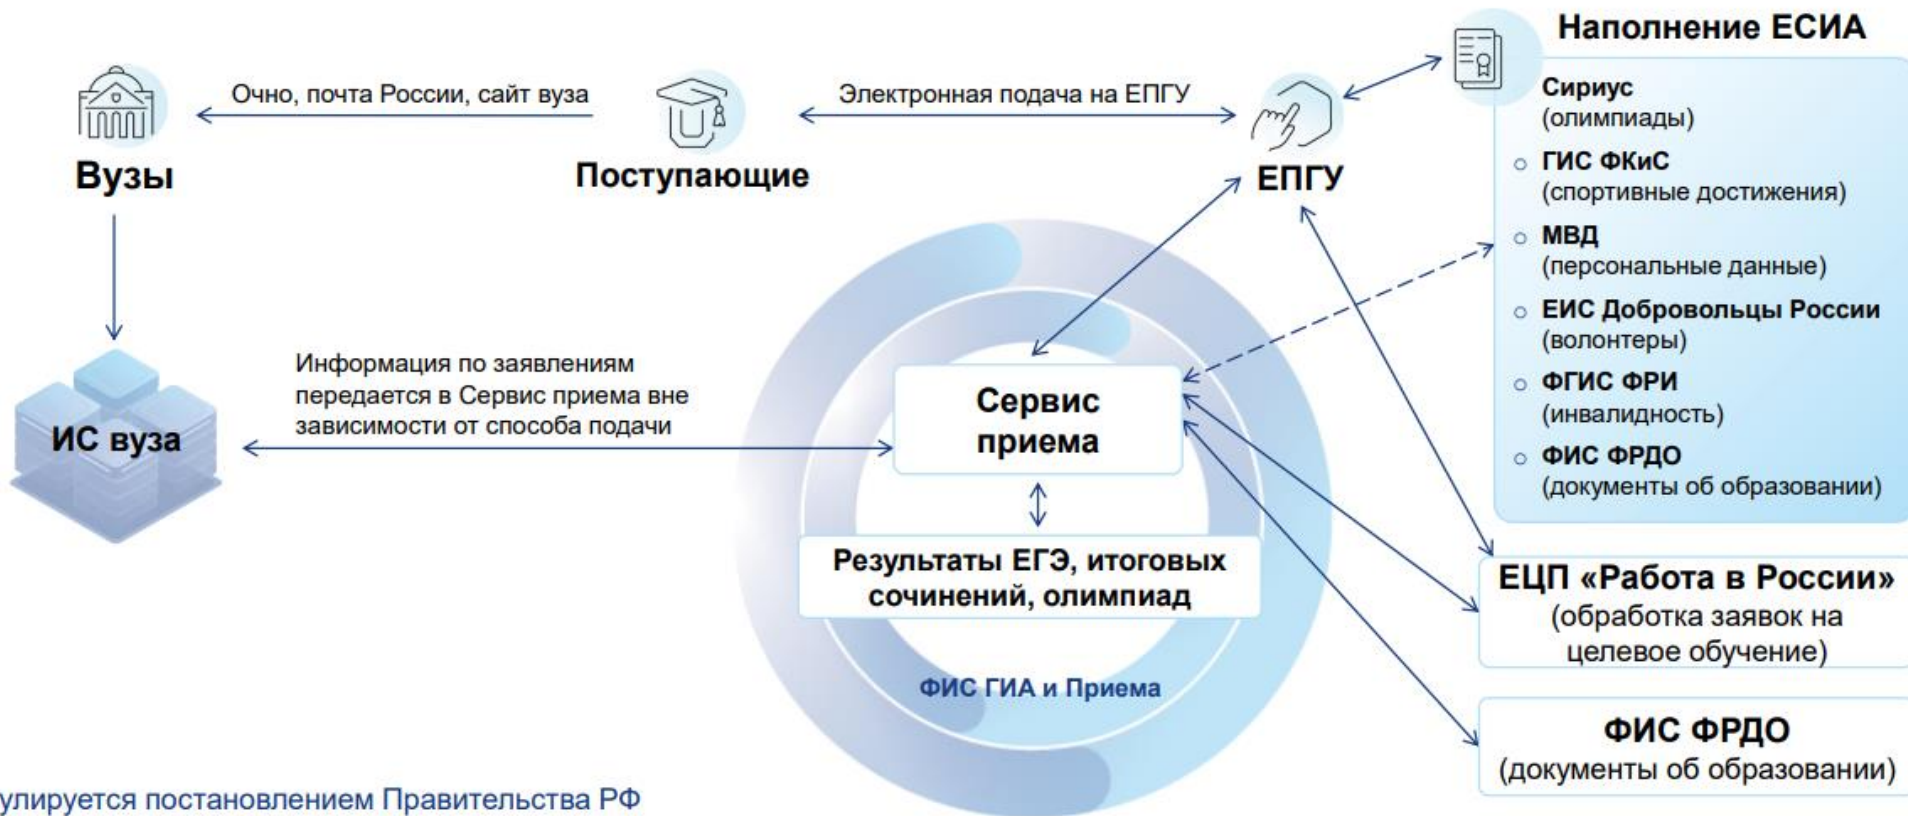 Наполнение ЕСИА
Очно, почта России, сайт вуза
Электронная подача на ЕПГУ
Вузы
Поступающие
ЕПГУ
Сириус
(олимпиады)
ГИС ФКиС
(спортивные достижения)
МВД
(персональные данные)
ЕИС Добровольцы России
(волонтеры)
ФГИС ФРИ
(инвалидность)
ФИС ФРДО
(документы об образовании)
ИС вуза
Информация по заявлениям
передается в Сервис приема вне
зависимости от способа подачи
Сервис
приема
Результаты ЕГЭ, итоговых
сочинений, олимпиад
ФИС ГИА и Приема
ЕЦП «Работа в России»
(обработка заявок на
целевое обучение)
ФИС ФРДО
(документы об образовании)
улируется постановлением Правительства РФ